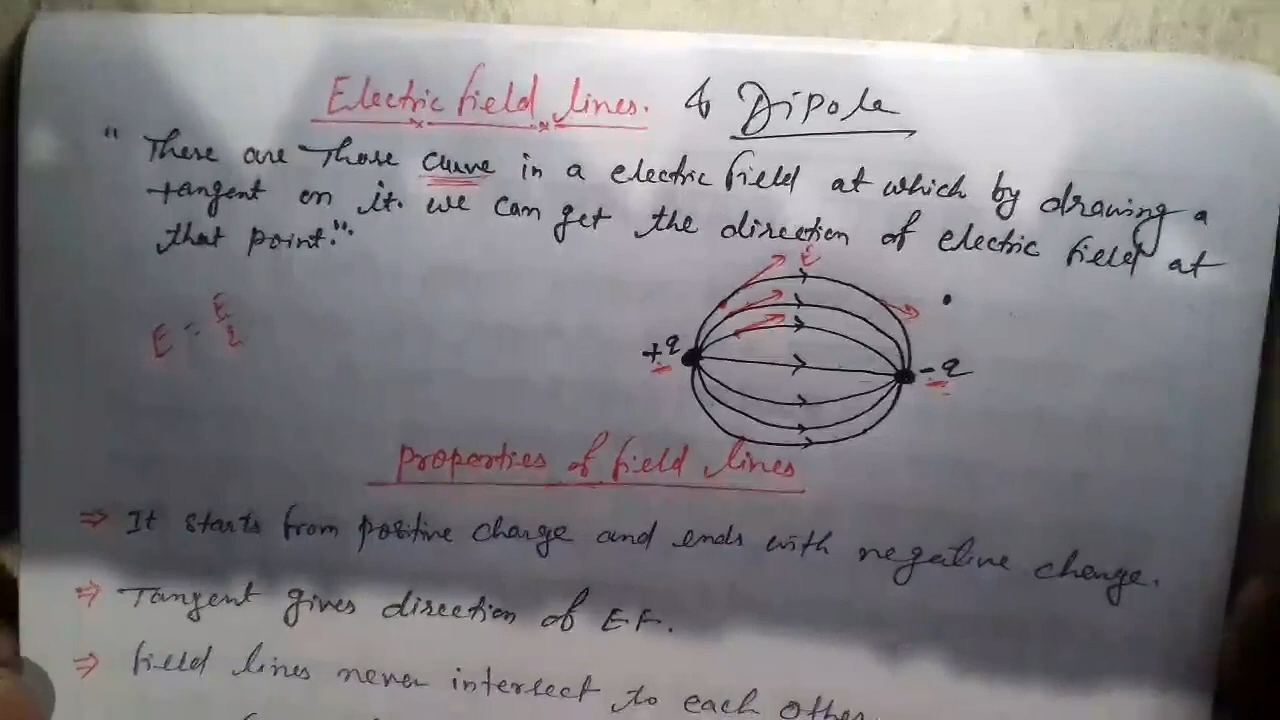 Electric field lines. & Dipole
" There are Those curve in a electric field at which by drawing a
tangent on it. we can get the direction of electric field at
that point."
E
E = E
q
+q
-q
Properties of field lines
⇒ It starts from positive charge and ends with negative charge.
⇒ Tangent gives direction of EF.
⇒ field lines never intersect to each other.